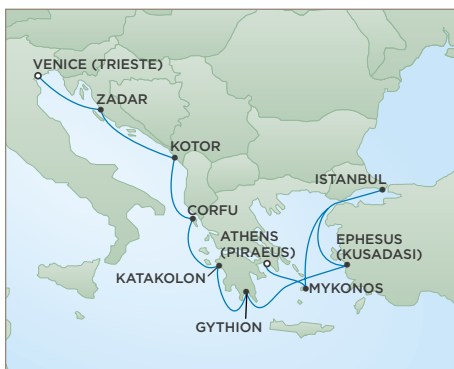 VENICE (TRIESTE)
ZADAR
KOTOR
ISTANBUL
CORFU
ATHENS
(PIRAEUS)
EPHESUS
(KUSADASI)
KATAKOLON
MYKONOS
GYTHION